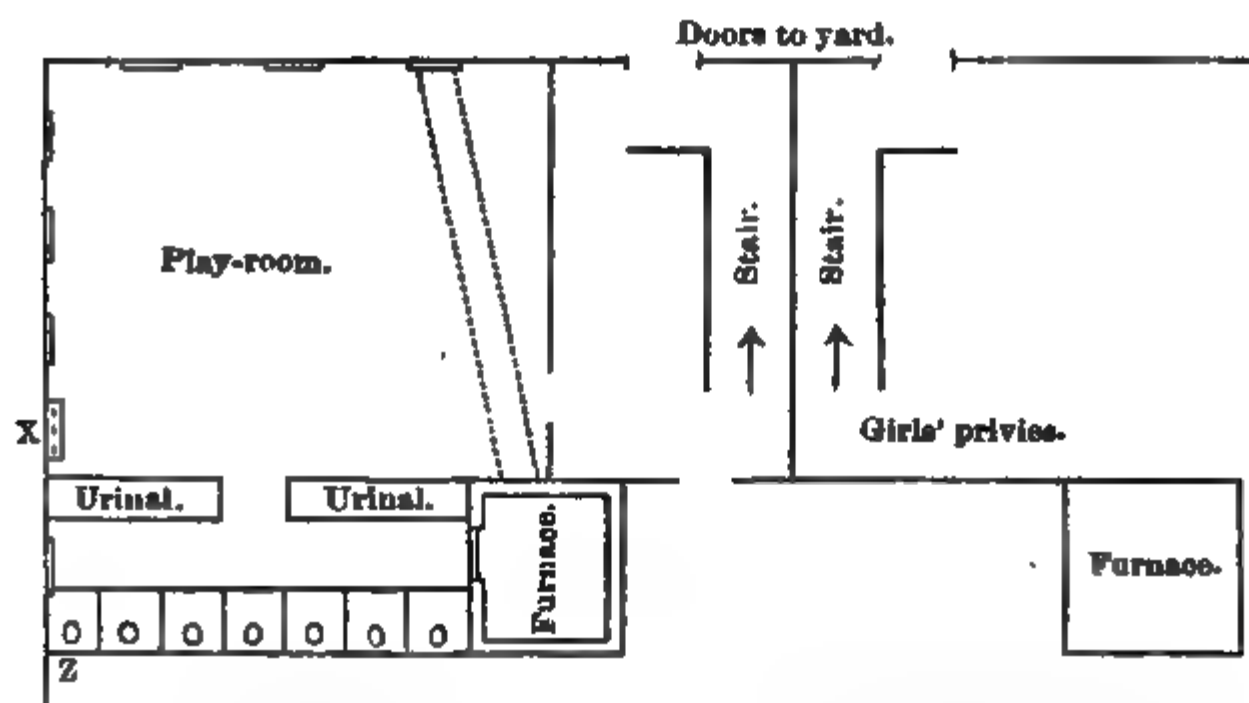 Doors to yard.
Play-room.
Stair.
Stair.
X
Girls' privies.
Urinal.
Urinal.
Furnace.
Furnace.
Z